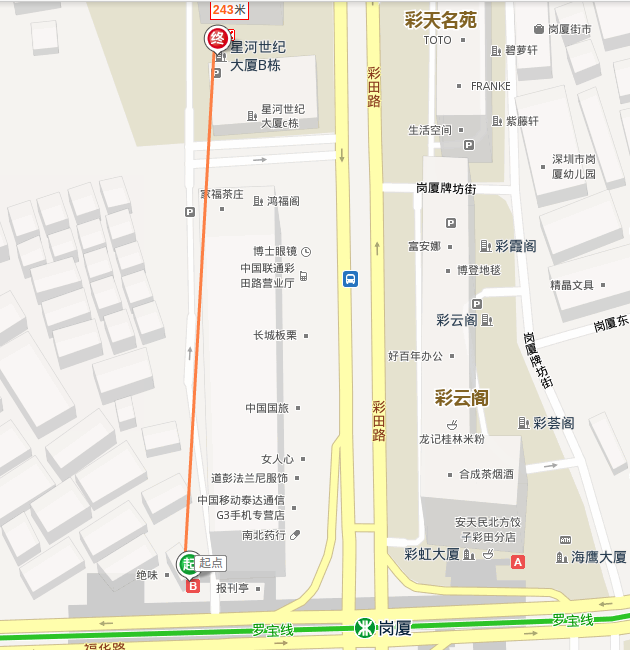 243米
终
星河世纪
大厦B栋
P
星河世纪
大厦c栋
彩天名苑
TOTO
碧萝轩
岗厦街市
FRANKE
紫藤轩
生活空间
P
深圳市岗
厦幼儿园
彩田路
家福茶庄
鸿福阁
P
岗厦牌坊街
P
富安娜
彩霞阁
博登地毯
博士眼镜
中国联通彩
田路营业厅
精晶文具
P
彩云阁
岗厦东
长城板栗
好百年办公
岗厦牌坊街
彩云阁
中国国旅
彩田路
彩荟阁
龙记桂林米粉
女人心
道彭法兰尼服饰
合成茶烟酒
中国移动泰达通信
G3手机专营店
南北药行
安天民北方饺
子彩田分店
彩虹大厦
A
海鹰大厦
起
起点
绝味
B
报刊亭
罗宝线
岗厦
罗宝线
福华路